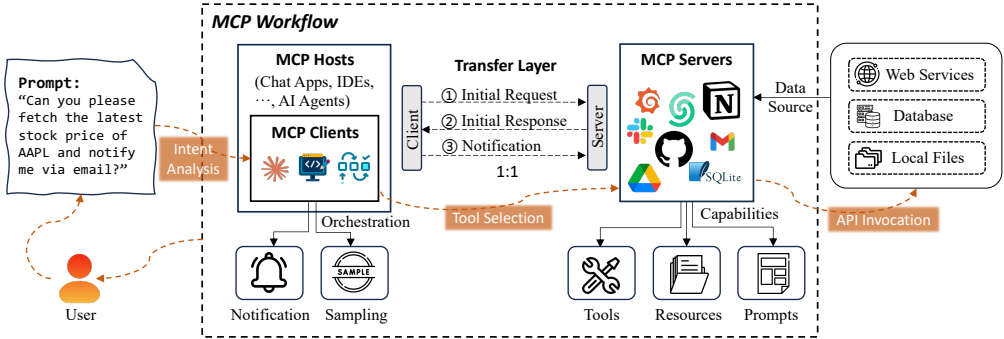 MCP Workflow
Prompt:
“Can you please
fetch the latest
stock price of
AAPL and notify
me via email?”
User
Intent
Analysis
MCP Hosts
(Chat Apps, IDEs,
⋯, AI Agents)
MCP Clients
Orchestration
Notification
SAMPLE
Sampling
Transfer Layer
Client
① Initial Request
② Initial Response
③ Notification
1:1
Server
Tool Selection
MCP Servers
SQLite
Capabilities
Tools
Resources
Prompts
Data
Source
API Invocation
Web Services
Database
Local Files